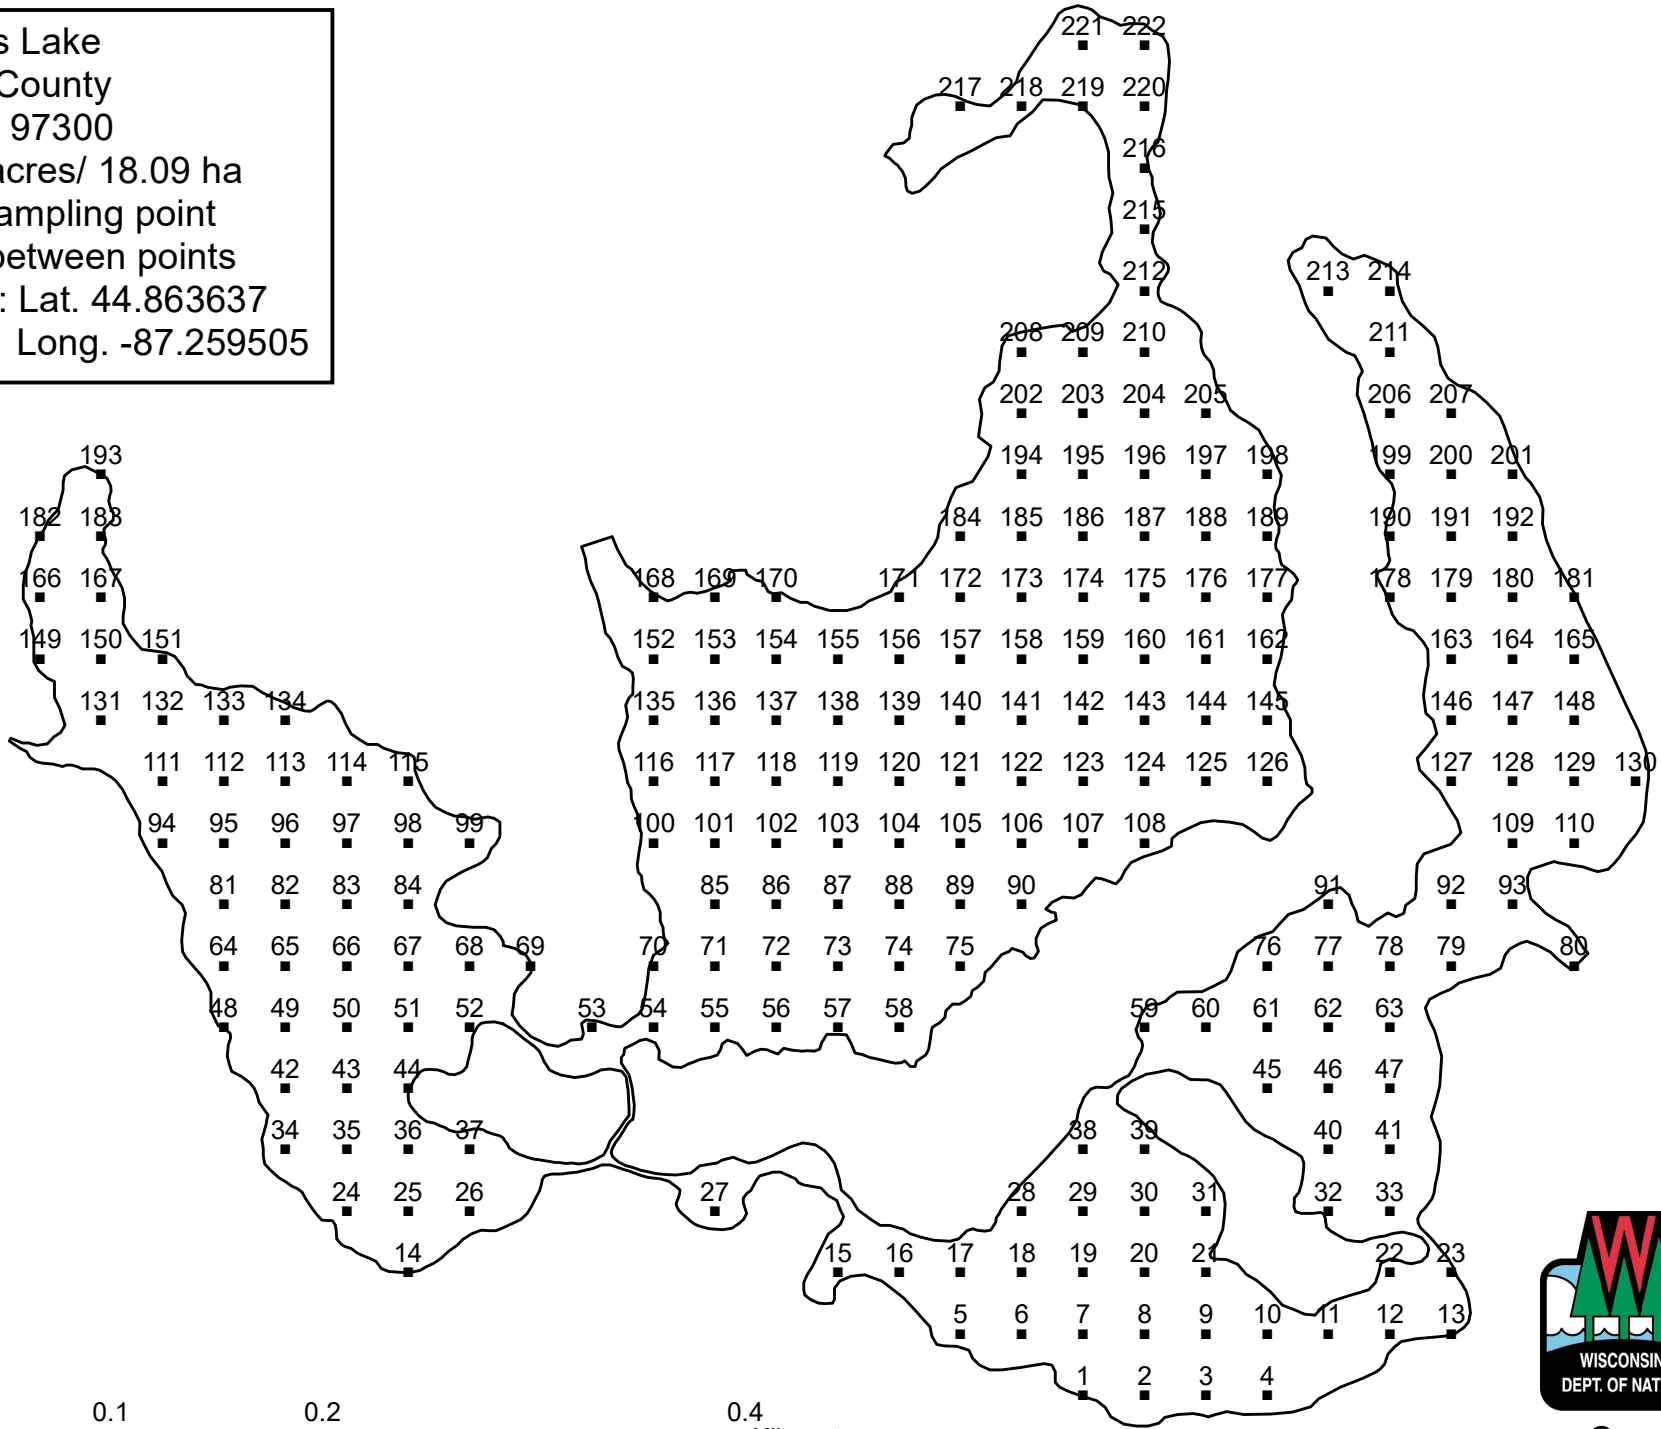 s Lake
County
97300
acres/ 18.09 ha
ampling point
between points
: Lat. 44.863637
Long. -87.259505
221 222
217 218 219 220
216
215
212 213 214
208 209 210 211
202 203 204 205 206 207
193 194 195 196 197 198 199 200 201
182 183 184 185 186 187 188 189 190 191 192
166 167 168 169 170 171 172 173 174 175 176 177 178 179 180 181
149 150 151 152 153 154 155 156 157 158 159 160 161 162 163 164 165
131 132 133 134 135 136 137 138 139 140 141 142 143 144 145 146 147 148
111 112 113 114 115 116 117 118 119 120 121 122 123 124 125 126 127 128 129 130
94 95 96 97 98 99 100 101 102 103 104 105 106 107 108 109 110
81 82 83 84 85 86 87 88 89 90 91 92 93
64 65 66 67 68 69 70 71 72 73 74 75 76 77 78 79 80
48 49 50 51 52 53 54 55 56 57 58 59 60 61 62 63
42 43 44 45 46 47
34 35 36 37 38 39 40 41
24 25 26 27 28 29 30 31 32 33
14 15 16 17 18 19 20 21 22 23
5 6 7 8 9 10 11 12 13
1 2 3 4
W
WISCONSIN
DEPT. OF NAT
0.1 0.2 0.4